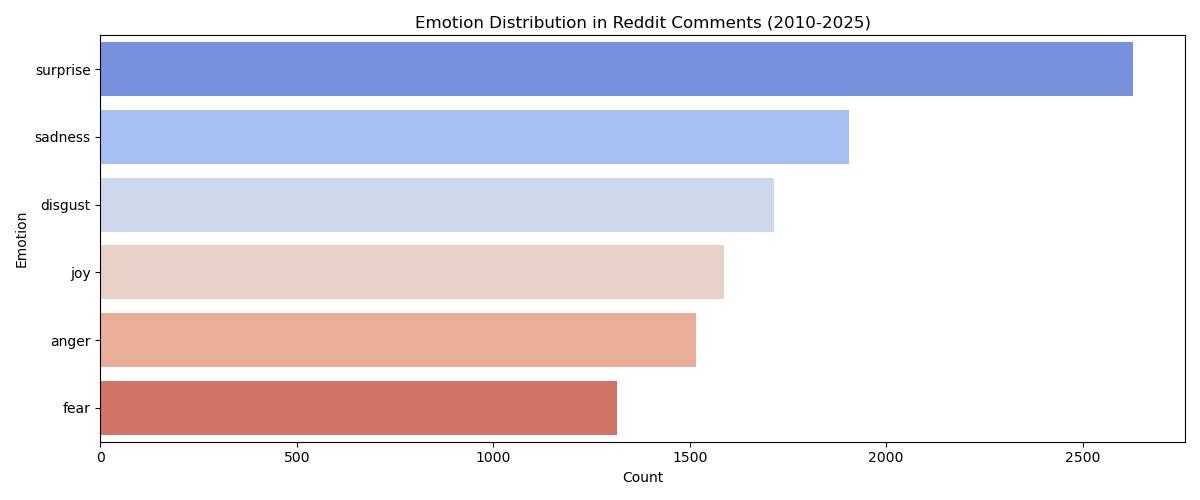 Emotion Distribution in Reddit Comments (2010-2025)
surprise
sadness
disgust
joy
anger
fear
Emotion
0 500 1000 1500 2000 2500
Count